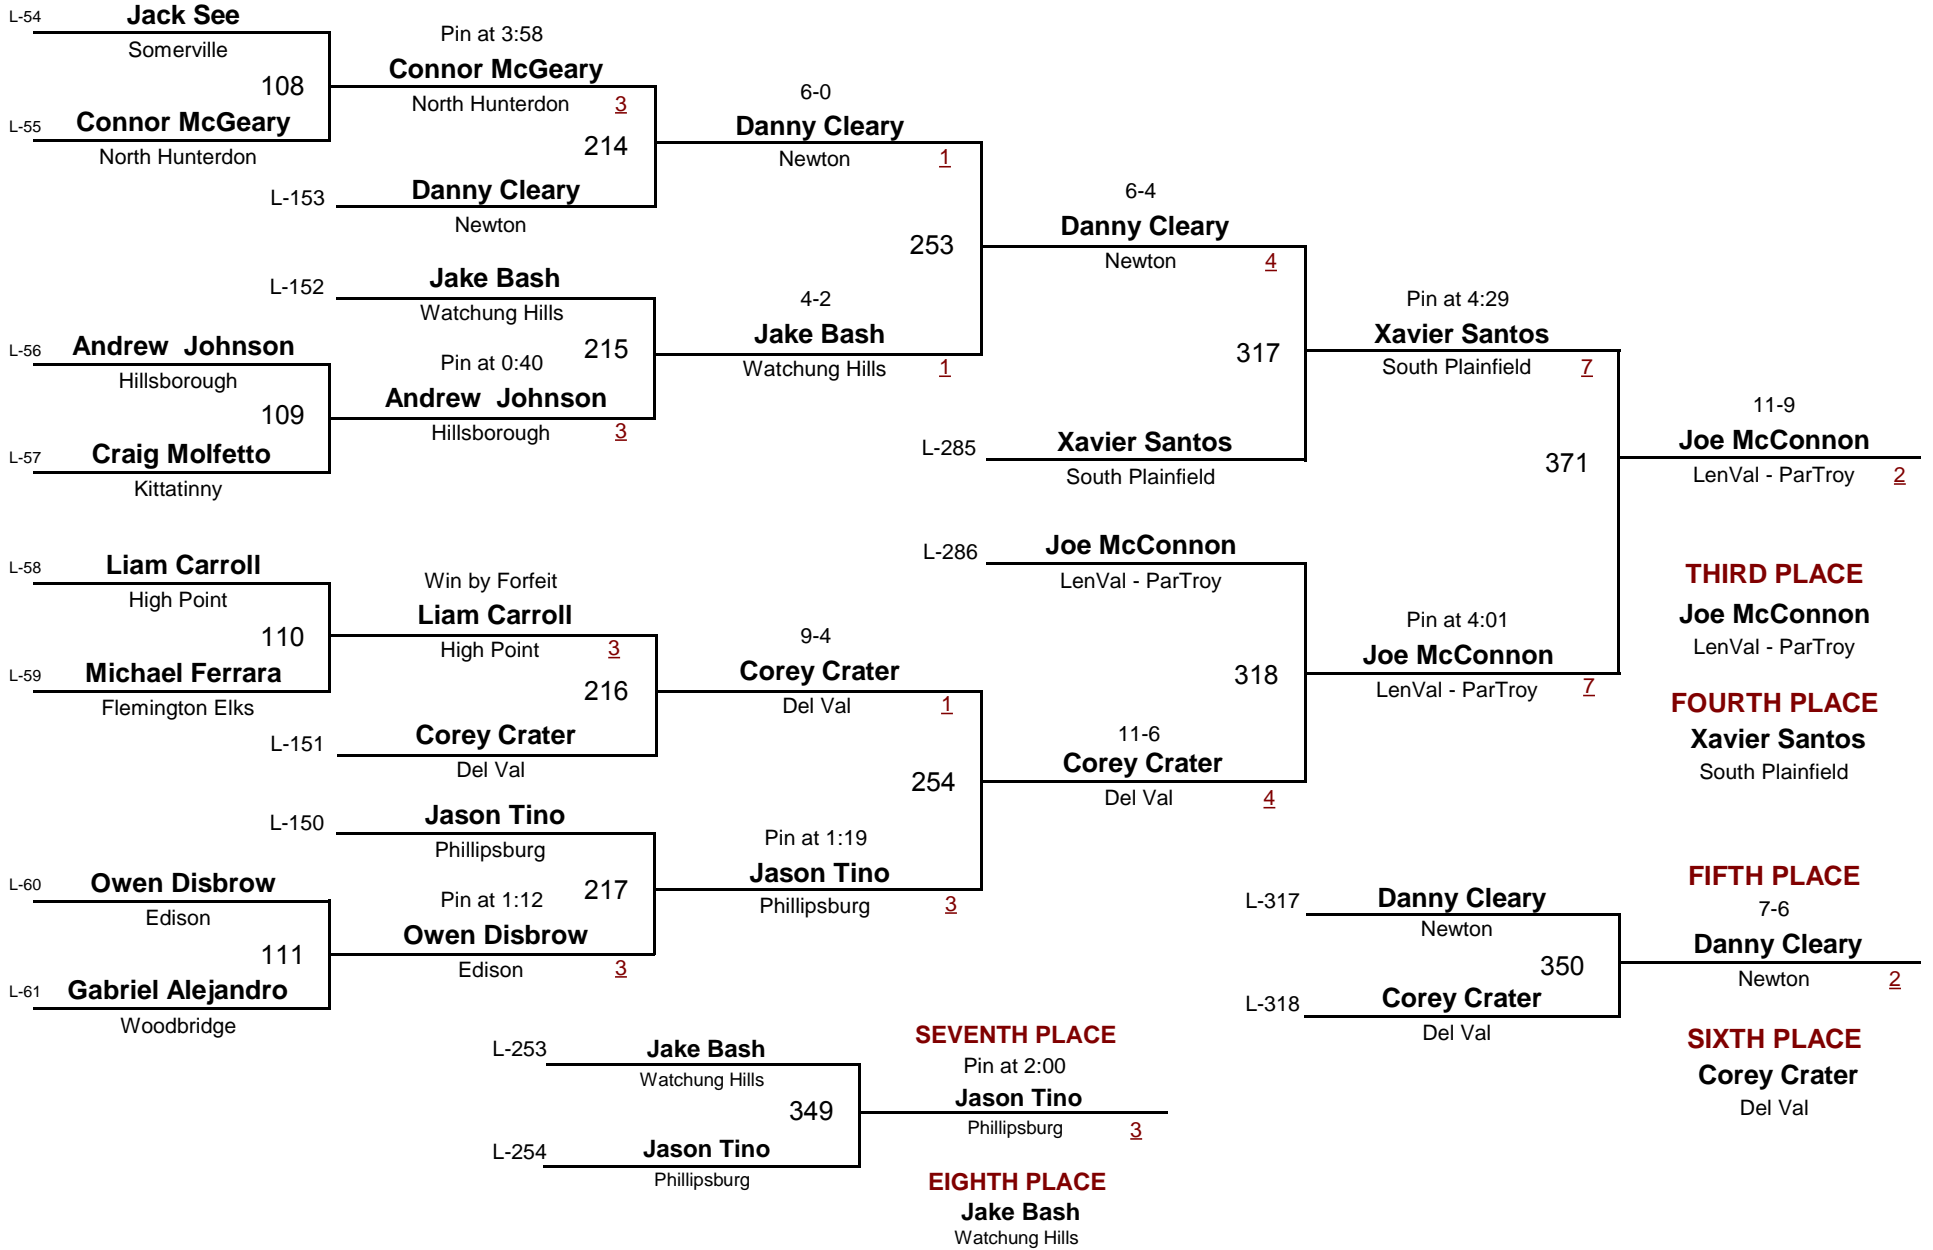 L-54
Jack See
Somerville
108
L-55
Connor McGeary
North Hunterdon
Pin at 3:58
Connor McGeary
North Hunterdon 3
214
L-153
Danny Cleary
Newton
6-0
Danny Cleary
Newton 1
253
L-152
Jake Bash
Watchung Hills
215
L-56
Andrew  Johnson
Hillsborough
109
L-57
Craig Molfetto
Kittatinny
Pin at 0:40
Andrew  Johnson
Hillsborough 3
4-2
Jake Bash
Watchung Hills 1
6-4
Danny Cleary
Newton 4
317
L-285
Xavier Santos
South Plainfield
Pin at 4:29
Xavier Santos
South Plainfield 7
371
11-9
Joe McConnon
LenVal - ParTroy 2
L-58
Liam Carroll
High Point
110
L-59
Michael Ferrara
Flemington Elks
Win by Forfeit
Liam Carroll
High Point 3
216
L-151
Corey Crater
Del Val
9-4
Corey Crater
Del Val 1
254
L-150
Jason Tino
Phillipsburg
217
L-60
Owen Disbrow
Edison
111
L-61
Gabriel Alejandro
Woodbridge
Pin at 1:12
Owen Disbrow
Edison 3
Pin at 1:19
Jason Tino
Phillipsburg 3
L-286
Joe McConnon
LenVal - ParTroy
318
11-6
Corey Crater
Del Val 4
Pin at 4:01
Joe McConnon
LenVal - ParTroy 7
THIRD PLACE
Joe McConnon
LenVal - ParTroy
FOURTH PLACE
Xavier Santos
South Plainfield
L-317
Danny Cleary
Newton
350
L-318
Corey Crater
Del Val
FIFTH PLACE
7-6
Danny Cleary
Newton 2
SIXTH PLACE
Corey Crater
Del Val
L-253
Jake Bash
Watchung Hills
349
L-254
Jason Tino
Phillipsburg
SEVENTH PLACE
Pin at 2:00
Jason Tino
Phillipsburg 3
EIGHTH PLACE
Jake Bash
Watchung Hills